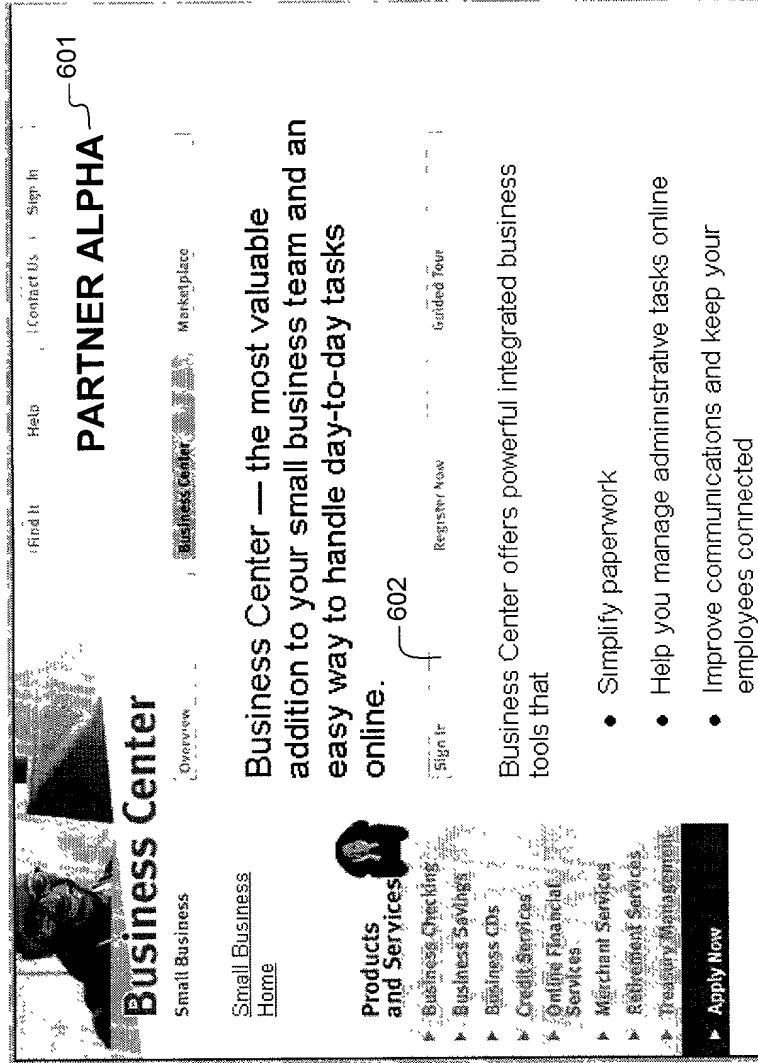 Find It Help Contact Us Sign In
PARTNER ALPHA 601
Business Center
Small Business
Overview Business Center Marketplace
Small Business
Home
Business Center — the most valuable
addition to your small business team and an
easy way to handle day-to-day tasks
online.
602
Products
and Services
Business Checking
Business Savings
Business CDs
Credit Services
Online Financial
Services
Merchant Services
Retirement Services
Treasury Management
Apply Now
Sign In Register Now Guided Tour
Business Center offers powerful integrated business
tools that
• Simplify paperwork
• Help you manage administrative tasks online
• Improve communications and keep your
employees connected